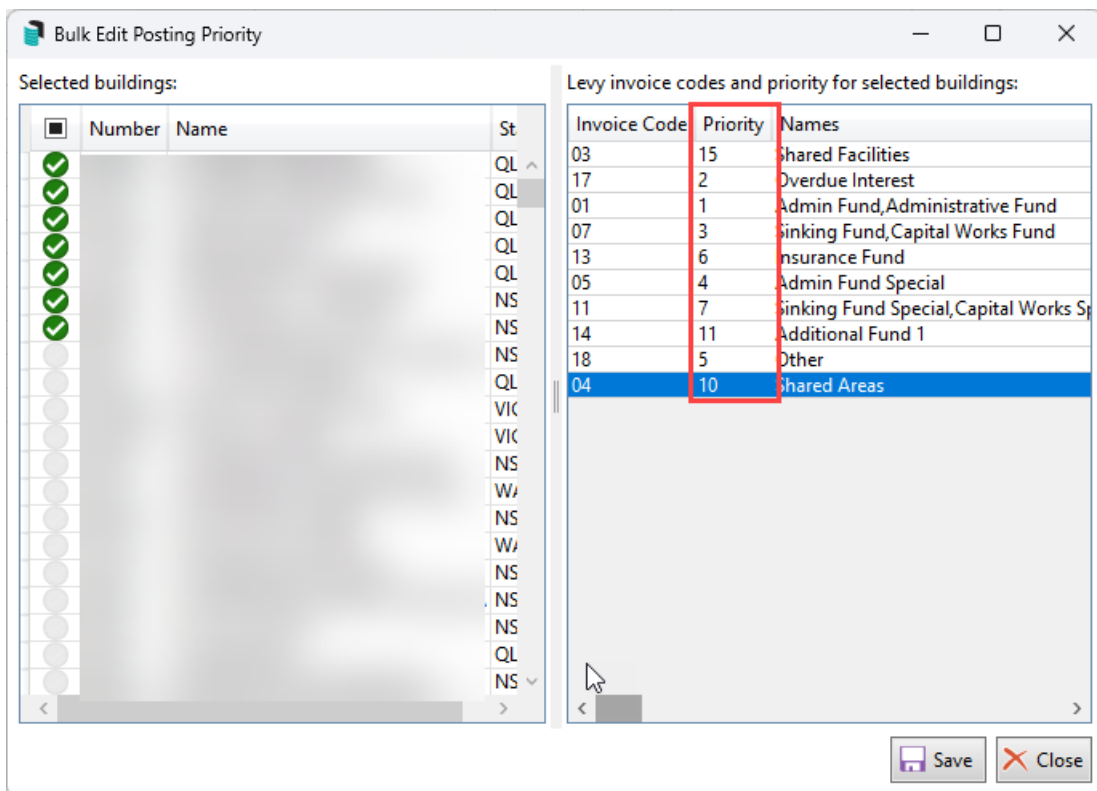 Bulk Edit Posting Priority
Selected buildings:
Number Name St
QL
QL
QL
QL
QL
NS
NS
NS
QL
VIC
VIC
NS
WA
NS
WA
NS
NS
NS
QL
NS
Levy invoice codes and priority for selected buildings:
Invoice Code Priority Names
03 15 Shared Facilities
17 2 Overdue Interest
01 1 Admin Fund,Administrative Fund
07 3 Sinking Fund,Capital Works Fund
13 6 Insurance Fund
05 4 Admin Fund Special
11 7 Sinking Fund Special,Capital Works Sp
14 11 Additional Fund 1
18 5 Other
04 10 Shared Areas
Save Close